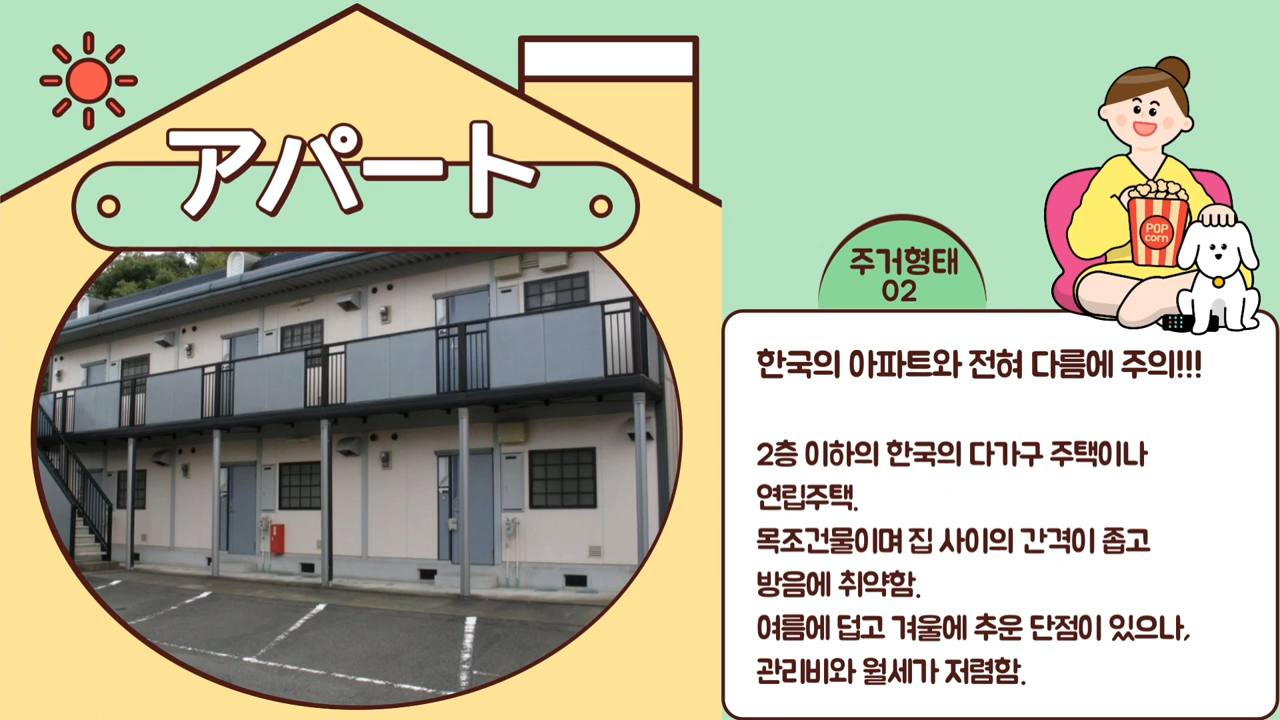 アパート
주거형태
02
POP
corn
한국의 아파트와 전혀 다름에 주의!!!
2층 이하의 한국의 다가구 주택이나
연립주택.
목조건물이며 집 사이의 간격이 좁고
방음에 취약함.
여름에 덥고 겨울에 추운 단점이 있으나,
관리비와 월세가 저렴함.